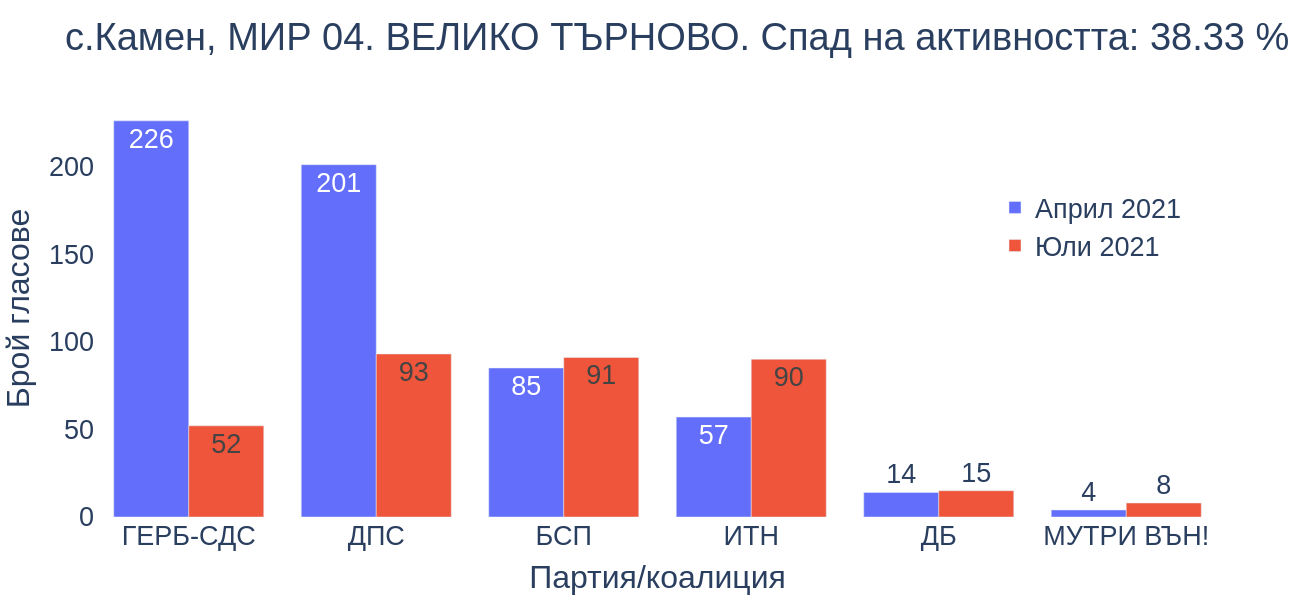 с.Камен, МИР 04. ВЕЛИКО ТЪРНОВО. Спад на активността: 38.33 %
Брой гласове
200
150
100
50
0
226
52
201
93
85
91
57
90
14
15
4
8
Април 2021
Юли 2021
ГЕРБ-СДС
ДПС
БСП
ИТН
ДБ
МУТРИ ВЪН!
Партия/коалиция